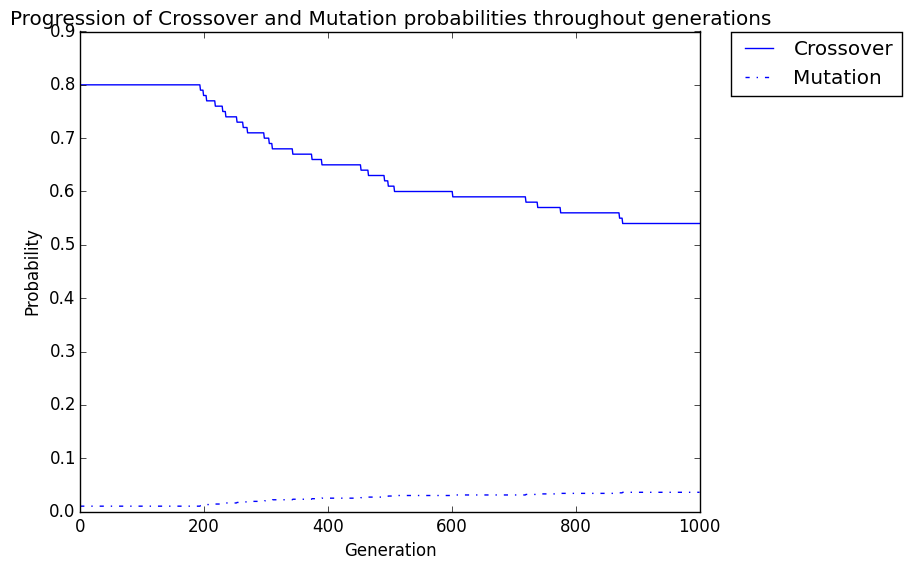 Progression of Crossover and Mutation probabilities throughout generations
Crossover
Mutation
0.9
0.8
0.7
0.6
0.5
0.4
0.3
0.2
0.1
0.0
Probability
0 200 400 600 800 1000
Generation